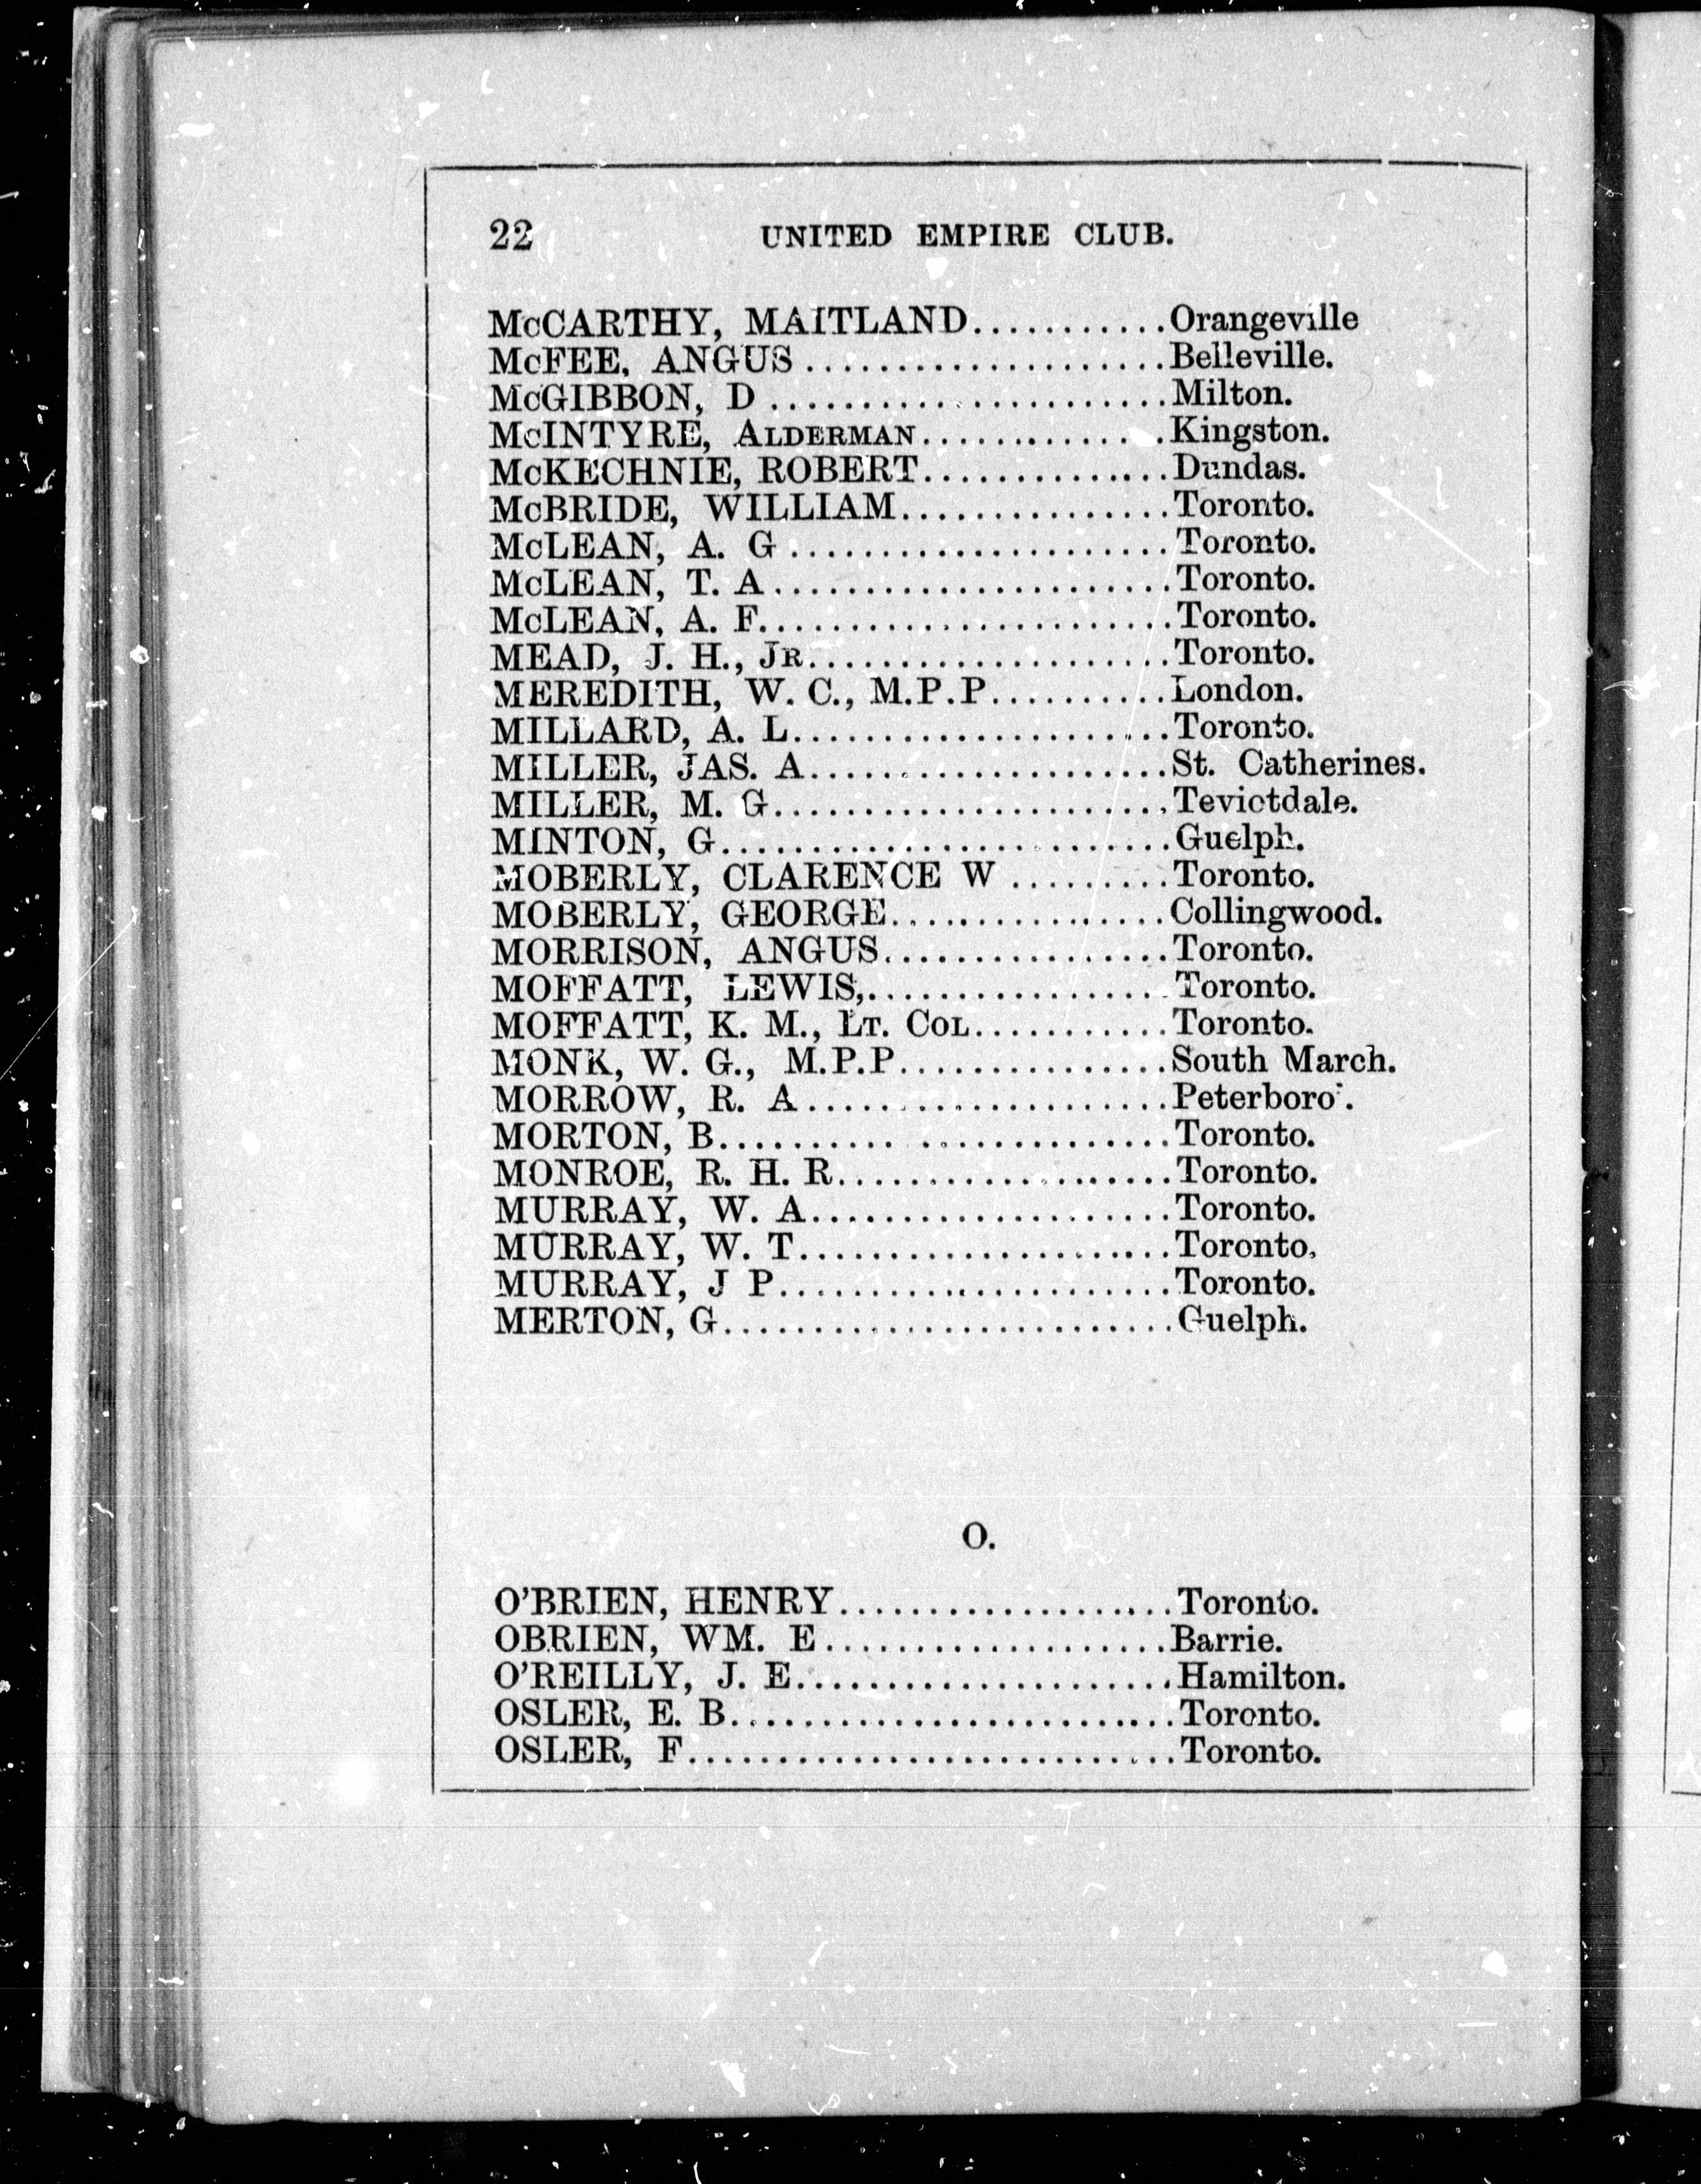 22 UNITED EMPIRE CLUB.
McCARTHY, MAITLAND...........Orangeville
McFEE, ANGUS ....................Belleville.
McGIBBON, D ......................Milton.
McINTYRE, ALDERMAN.............Kingston.
McKECHNIE, ROBERT..............Dundas.
McBRIDE, WILLIAM...............Toronto.
McLEAN, A. G .....................Toronto.
McLEAN, T. A......................Toronto.
McLEAN, A. F.......................Toronto.
MEAD, J. H., JR....................Toronto.
MEREDITH, W. C., M.P.P..........London.
MILLARD, A. L.....................Toronto.
MILLER, JAS. A....................St. Catherines.
MILLER, M. G......................Teviotdale.
MINTON, G.........................Guelph.
MOBERLY, CLARENCE W .........Toronto.
MOBERLY, GEORGE...............Collingwood.
MORRISON, ANGUS................Toronto.
MOFFATT, LEWIS,.................Toronto.
MOFFATT, K. M., LT. COL...........Toronto.
MONK, W. G., M.P.P...............South March.
MORROW, R. A....................Peterboro'.
MORTON, B.........................Toronto.
MONROE, R. H. R...................Toronto.
MURRAY, W. A....................Toronto.
MURRAY, W. T.....................Toronto,
MURRAY, J P......................Toronto.
MERTON, G.........................Guelph.
O.
O'BRIEN, HENRY...................Toronto.
OBRIEN, WM. E...................Barrie.
O'REILLY, J. E.....................Hamilton.
OSLER, E. B.........................Toronto.
OSLER, F...........................Toronto.